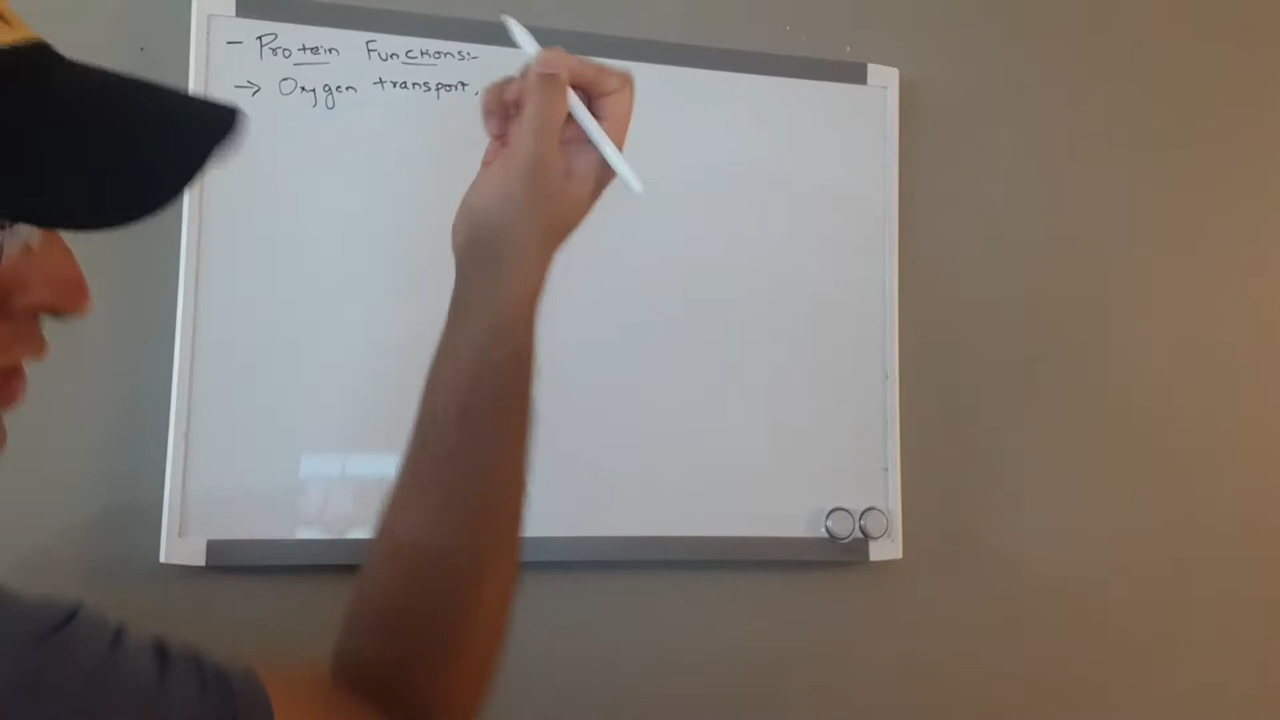 - Protein Functions:-
→ Oxygen transport,